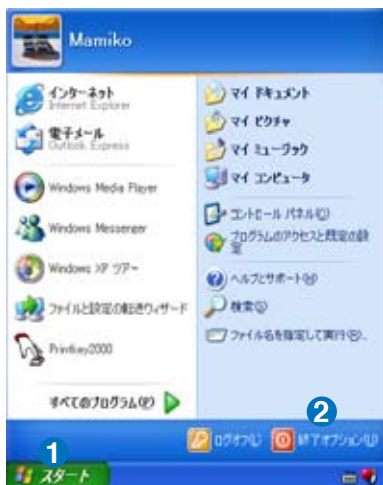 Mamiko
インターネット
Internet Explorer
電子メール
Outlook Express
Windows Media Player
Windows Messenger
Windows XP ツアー
ファイルと設定の転送ウィザード
Printkey2000
すべてのプログラム(P)
マイ ドキュメント
マイ ピクチャ
マイ ミュージック
マイ コンピュータ
コントロール パネル(C)
プログラムのアクセスと既定の設
定
ヘルプとサポート(H)
検索(S)
ファイル名を指定して実行(R)...
2
ログオフ(L)
終了オプション(U)
1
スタート